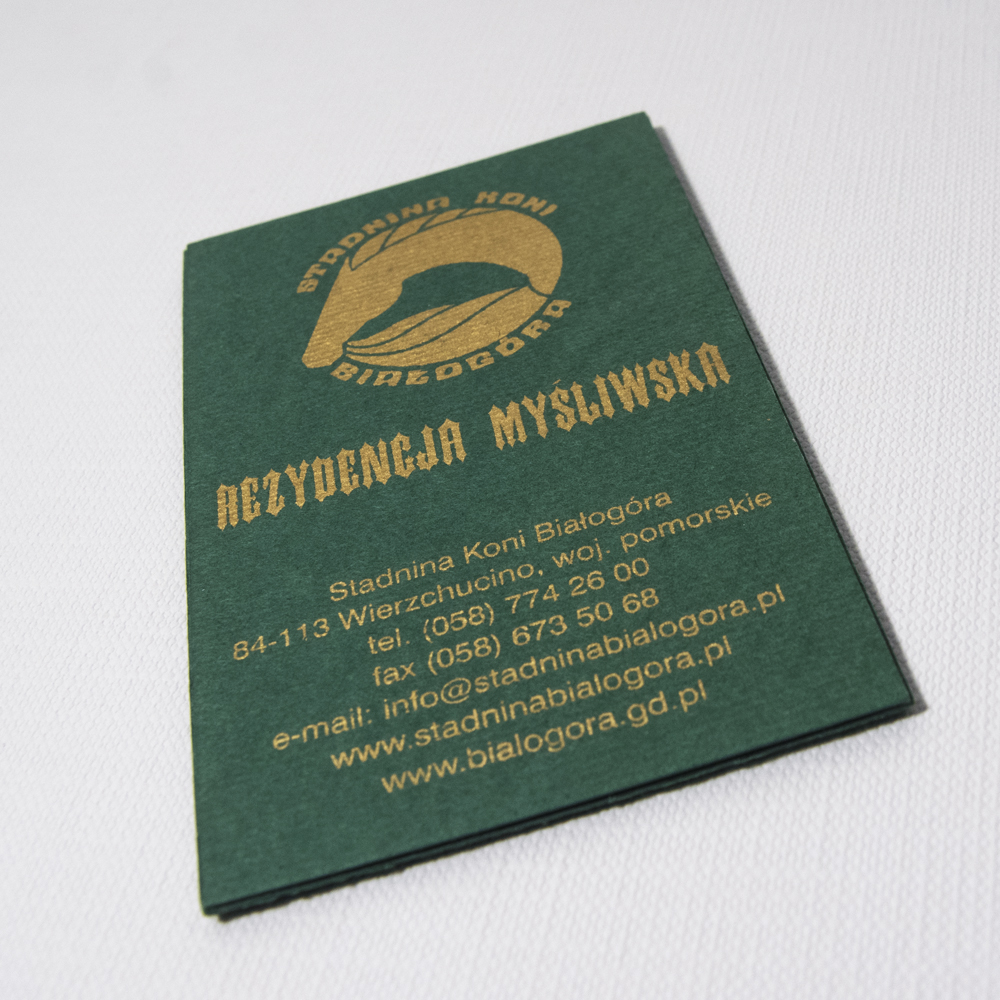 STADNINA KONI
BIAŁOGÓRA
REZYDENCJA MYŚLIWSKA
Stadnina Koni Białogóra
84-113 Wierzchucino, woj. pomorskie
tel. (058) 774 26 00
fax (058) 673 50 68
e-mail: info@stadninabialogora.pl
www.stadninabialogora.pl
www.bialogora.gd.pl